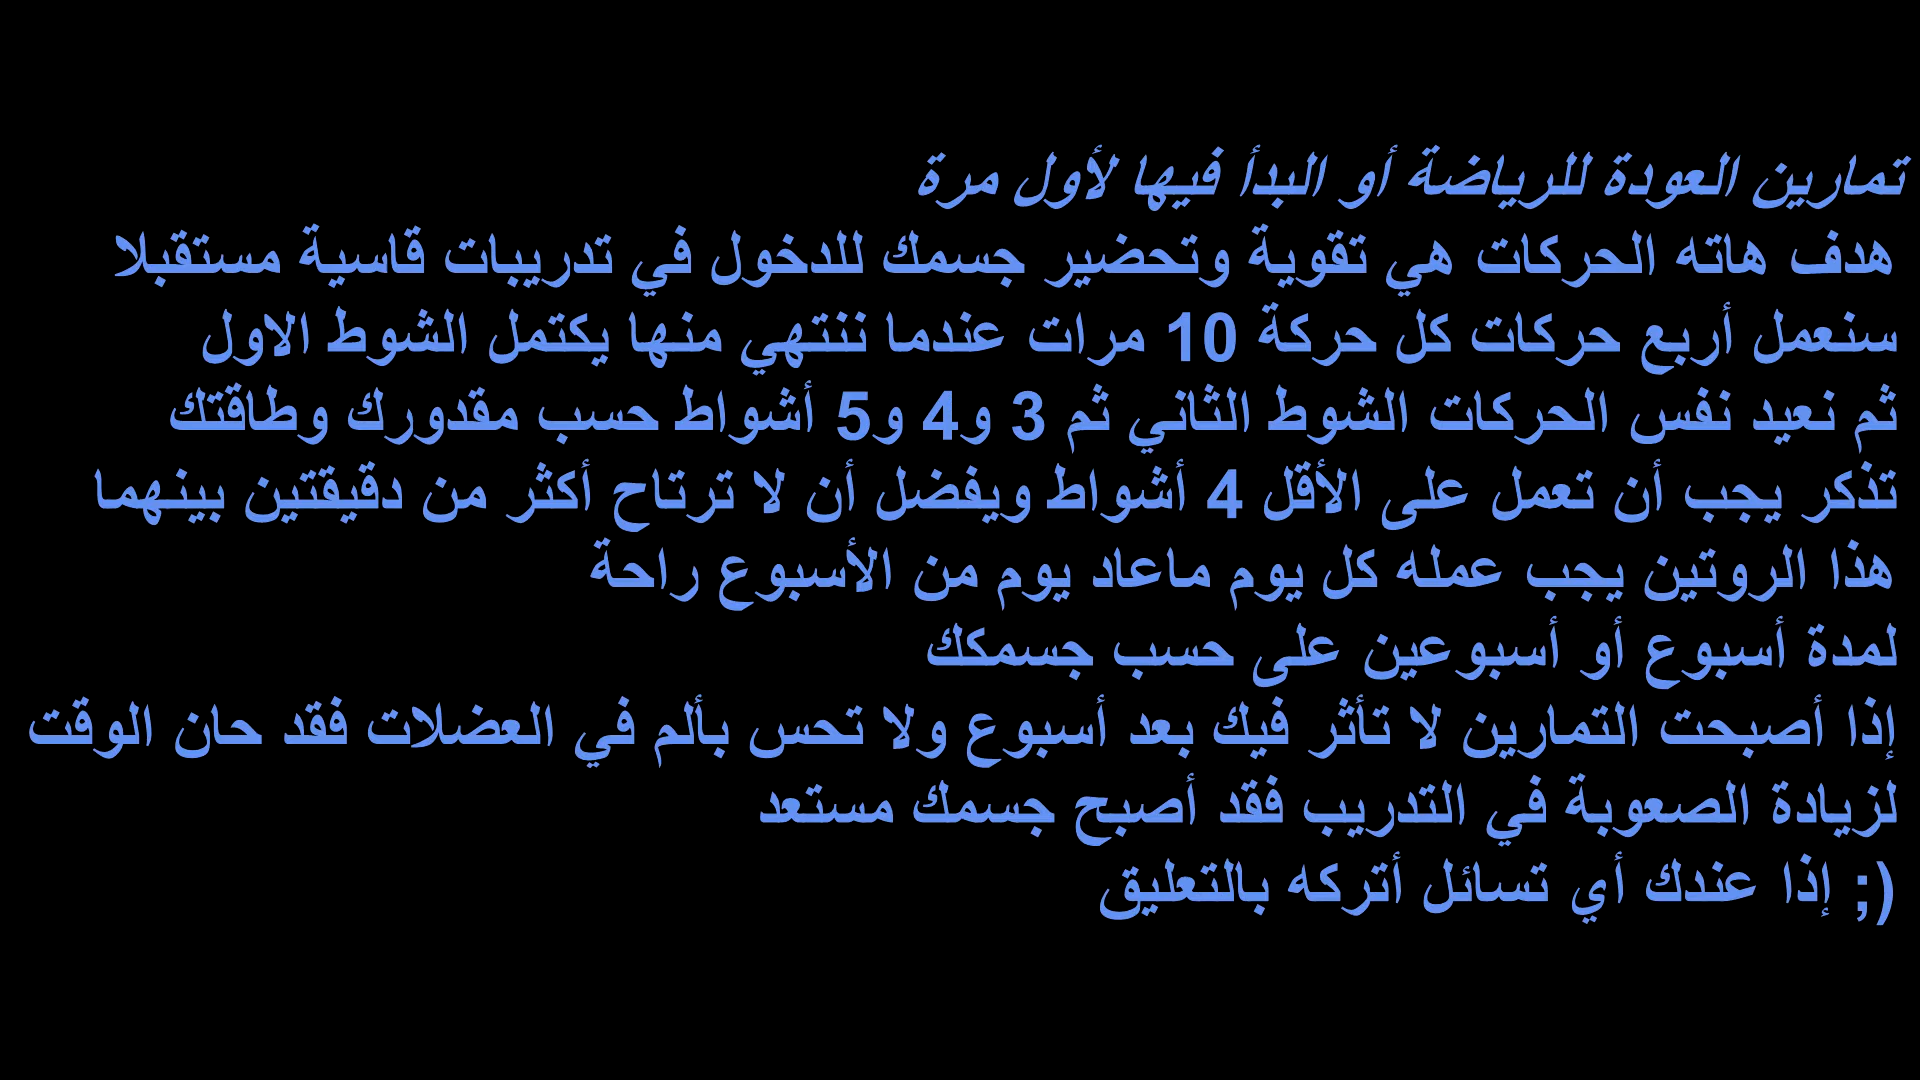 تمارين العودة للرياضة أو البدأ فيها لأول مرة
هدف هاته الحركات هي تقوية وتحضير جسمك للدخول في تدريبات قاسية مستقبلا
سنعمل أربع حركات كل حركة 10 مرات عندما ننتهي منها يكتمل الشوط الاول
ثم نعيد نفس الحركات الشوط الثاني ثم 3 و4 و5 أشواط حسب مقدورك وطاقتك
تذكر يجب أن تعمل على الأقل 4 أشواط ويفضل أن لا ترتاح أكثر من دقيقتين بينهما
هذا الروتين يجب عمله كل يوم ماعاد يوم من الأسبوع راحة
لمدة أسبوع أو أسبوعين على حسب جسمكك
إذا أصبحت التمارين لا تأثر فيك بعد أسبوع ولا تحس بألم في العضلات فقد حان الوقت
لزيادة الصعوبة في التدريب فقد أصبح جسمك مستعد
;) إذا عندك أي تسائل أتركه بالتعليق